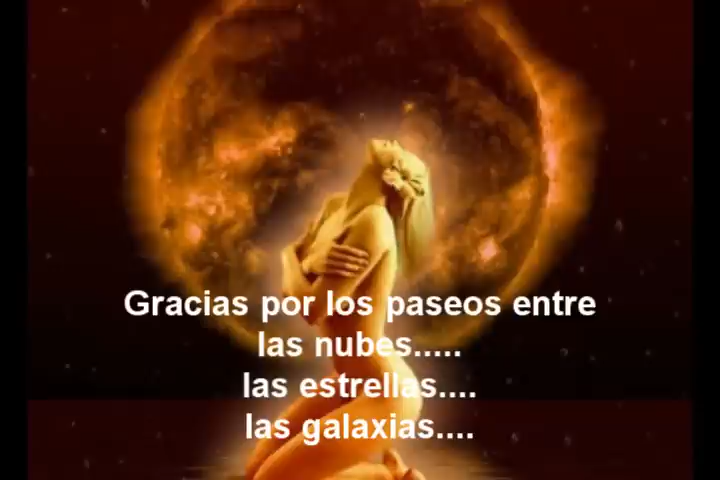 Gracias por los paseos entre
las nubes.....
las estrellas....
las galaxias....